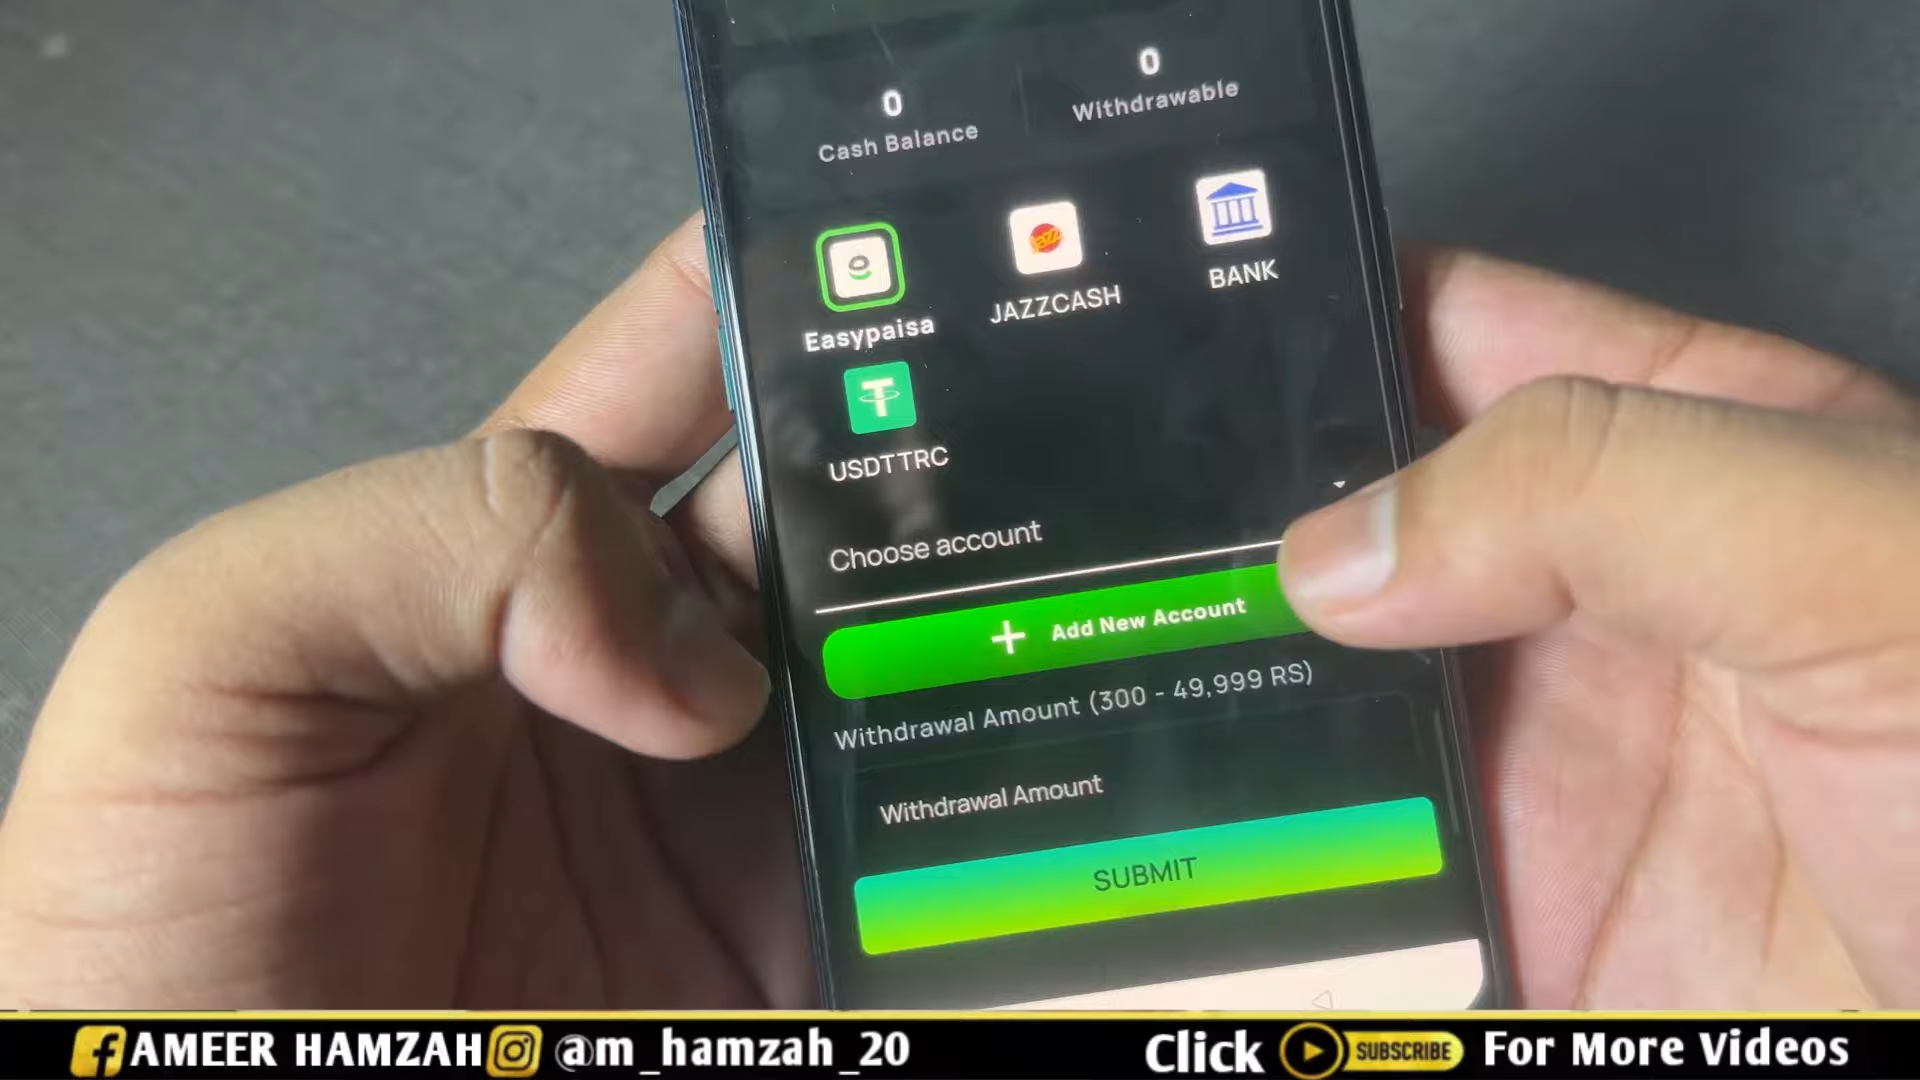 0
Cash Balance
0
Withdrawable
Easypaisa
Jazz
JAZZCASH
BANK
USDTTRC
Choose account
+ Add New Account
Withdrawal Amount (300 - 49,999 RS)
Withdrawal Amount
SUBMIT
AMEER HAMZAH @m_hamzah_20 Click SUBSCRIBE For More Videos